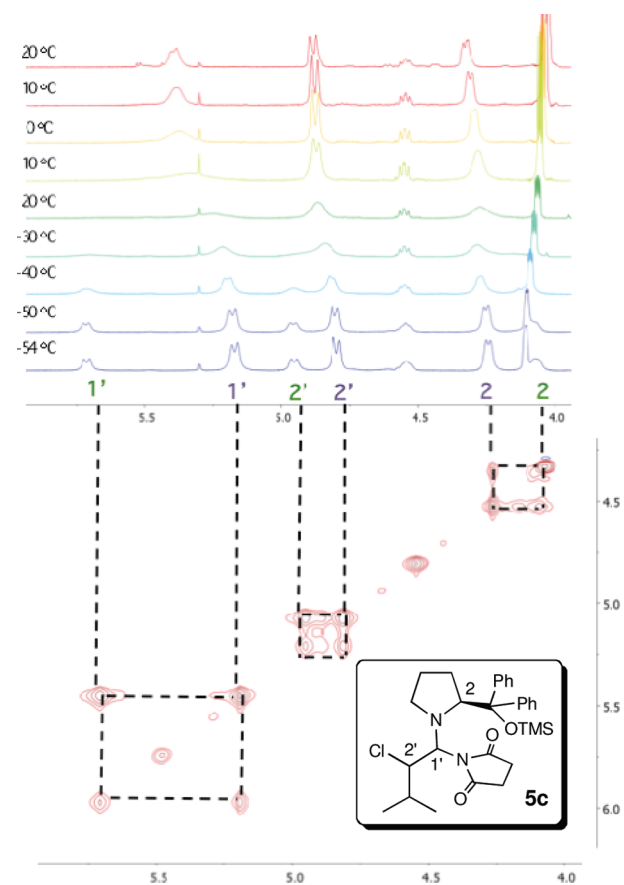 20 °C
10 °C
0 °C
10 °C
20 °C
-30 °C
-40 °C
-50 °C
-54 °C
1' 1' 2' 2' 2 2
5.5 5.0 4.5 4.0
4.5
5.0
5.5
6.0
2 Ph
Ph
N OTMS
Cl 2' 1' N O
O 5c
5.5 5.0 4.5 4.0